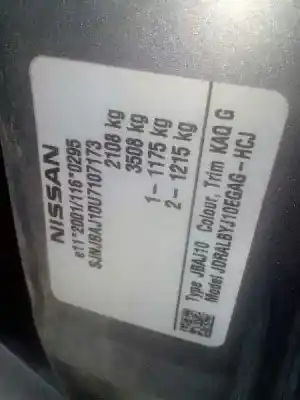 NISSAN
e11*2001/116*0295
SJNJBAJ10U7107173
2108 kg
3508 kg
1- 1175 kg
2- 1215 kg
Type JBAJ10 Colour, Trim KAQ G
Model JDRALBYJ10EGAG-HCJ